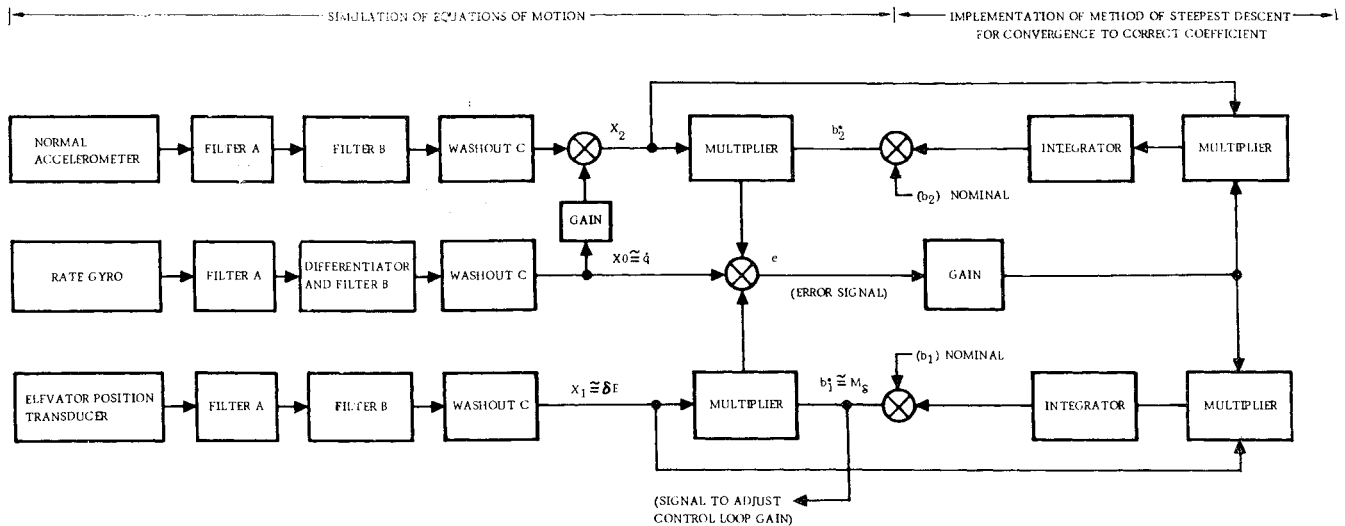 SIMULATION OF EQUATIONS OF MOTION
IMPLEMENTATION OF METHOD OF STEEPEST DESCENT
FOR CONVERGENCE TO CORRECT COEFFICIENT
NORMAL
ACCELEROMETER
FILTER A
FILTER B
WASHOUT C
X₂
MULTIPLIER
b₂*
(b₂) NOMINAL
INTEGRATOR
MULTIPLIER
GAIN
RATE GYRO
FILTER A
DIFFERENTIATOR
AND FILTER B
WASHOUT C
X0 ≅ q̇
e
(ERROR SIGNAL)
GAIN
ELEVATOR POSITION
TRANSDUCER
FILTER A
FILTER B
WASHOUT C
X₁ ≅ δE
MULTIPLIER
b₁* ≅ M_δ
(b₁) NOMINAL
INTEGRATOR
MULTIPLIER
(SIGNAL TO ADJUST
CONTROL LOOP GAIN)